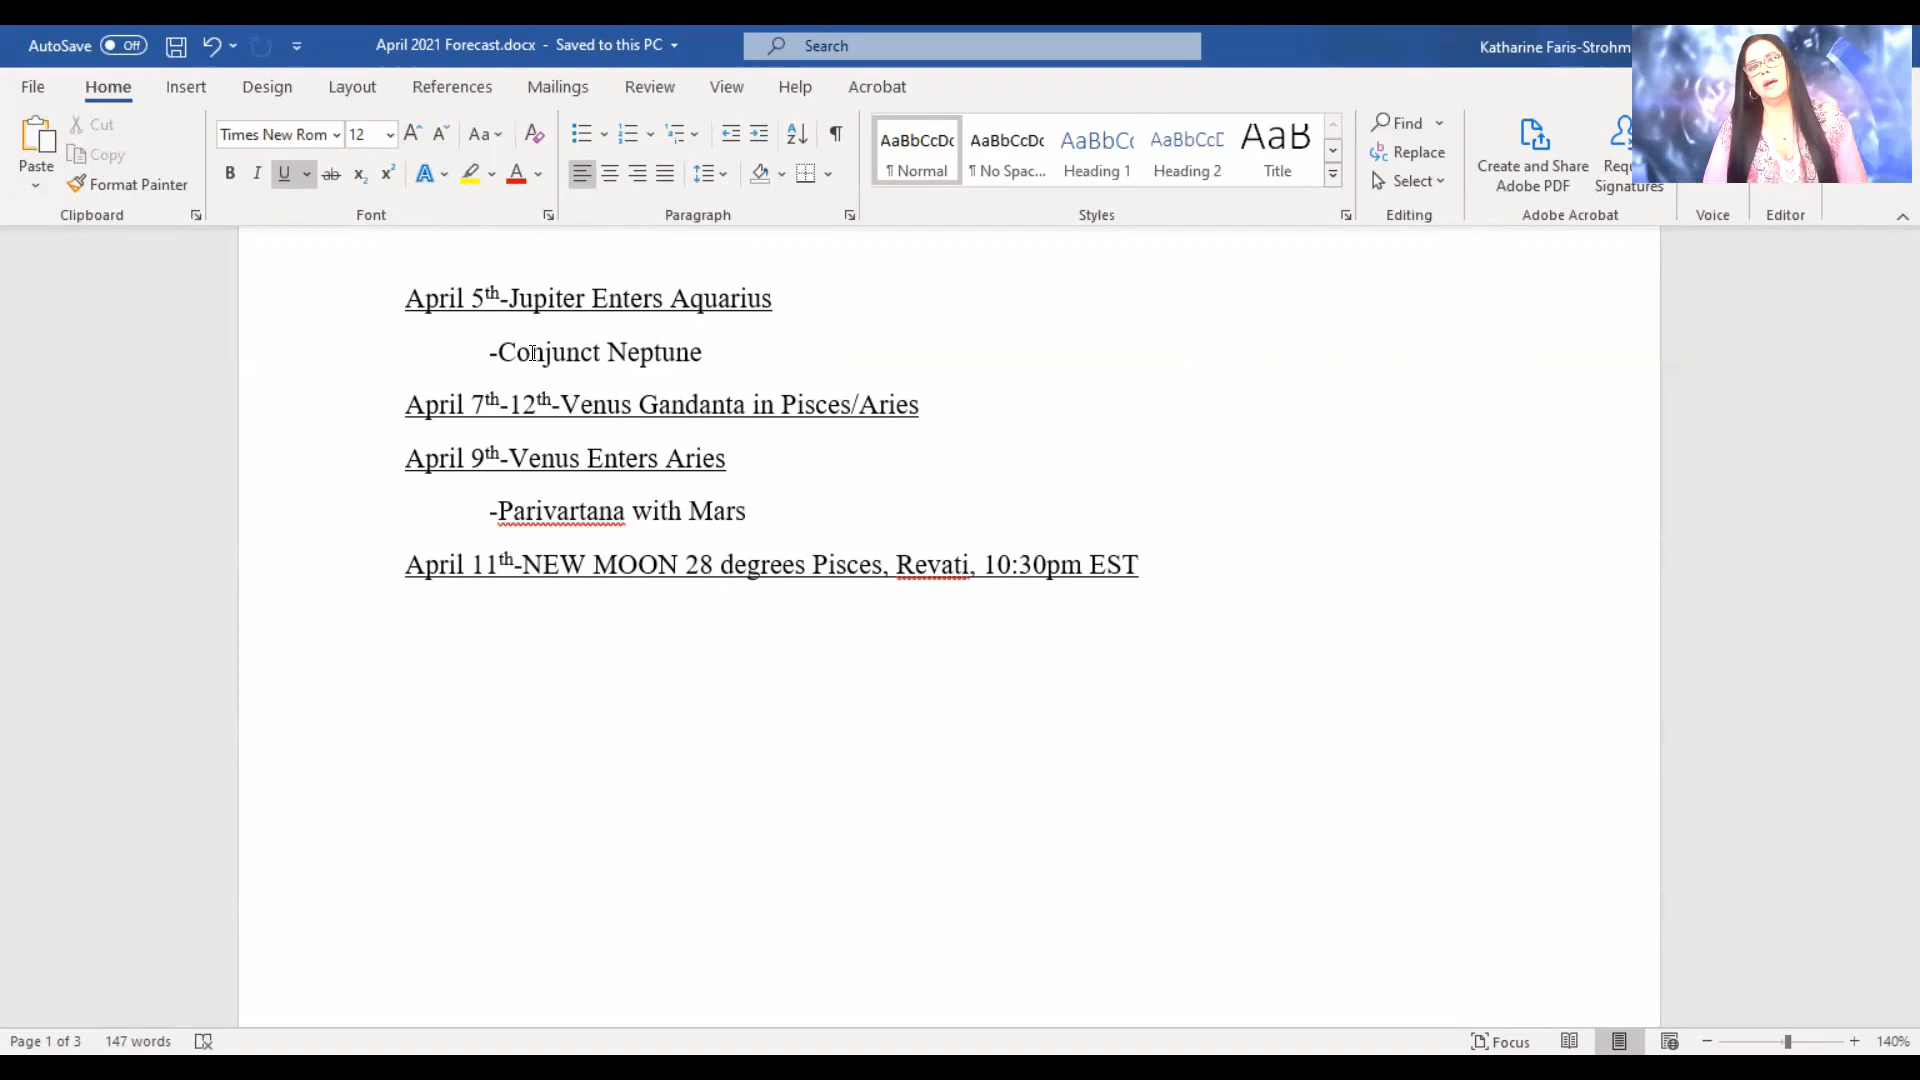 AutoSave Off April 2021 Forecast.docx - Saved to this PC Search Katharine Faris-Strohm
File Home Insert Design Layout References Mailings Review View Help Acrobat
Paste Cut Copy Format Painter
Times New Rom 12
AaBbCcDc AaBbCcDc AaBbCc AaBbCcD AaB
¶ Normal ¶ No Spac... Heading 1 Heading 2 Title
Find Replace Select
Create and Share Adobe PDF Signatures
Clipboard Font Paragraph Styles Editing Adobe Acrobat Voice Editor
April 5th-Jupiter Enters Aquarius
-Conjunct Neptune
April 7th-12th-Venus Gandanta in Pisces/Aries
April 9th-Venus Enters Aries
-Parivartana with Mars
April 11th-NEW MOON 28 degrees Pisces, Revati, 10:30pm EST
Page 1 of 3 147 words Focus 140%